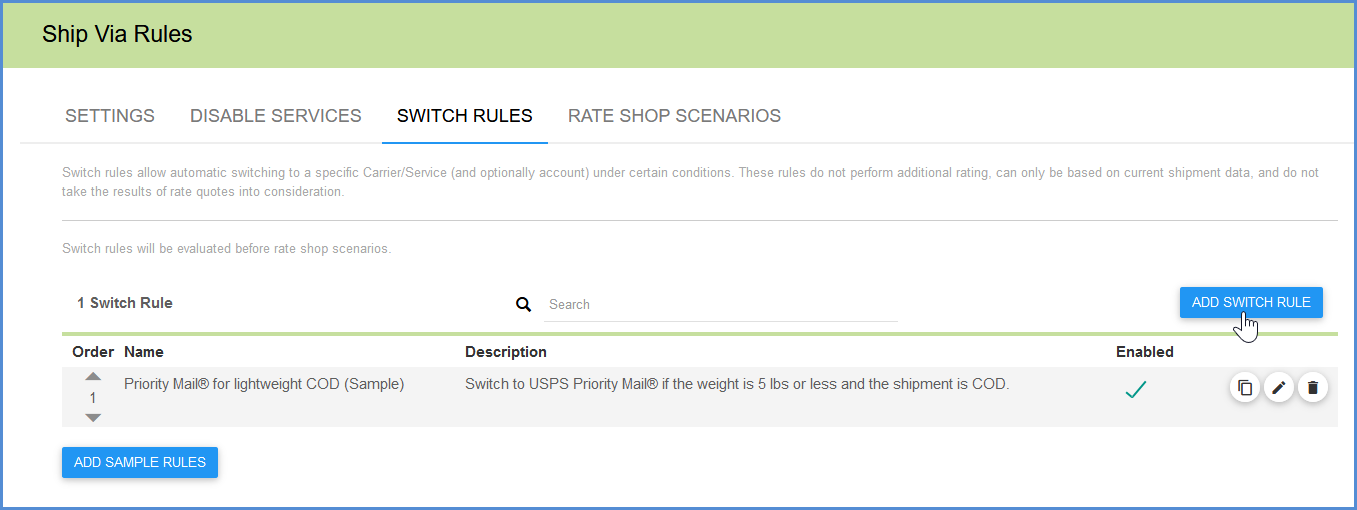 Ship Via Rules
SETTINGS DISABLE SERVICES SWITCH RULES RATE SHOP SCENARIOS
Switch rules allow automatic switching to a specific Carrier/Service (and optionally account) under certain conditions. These rules do not perform additional rating, can only be based on current shipment data, and do not
take the results of rate quotes into consideration.
Switch rules will be evaluated before rate shop scenarios.
1 Switch Rule Search ADD SWITCH RULE
Order Name Description Enabled
1 Priority Mail® for lightweight COD (Sample) Switch to USPS Priority Mail® if the weight is 5 lbs or less and the shipment is COD.
ADD SAMPLE RULES